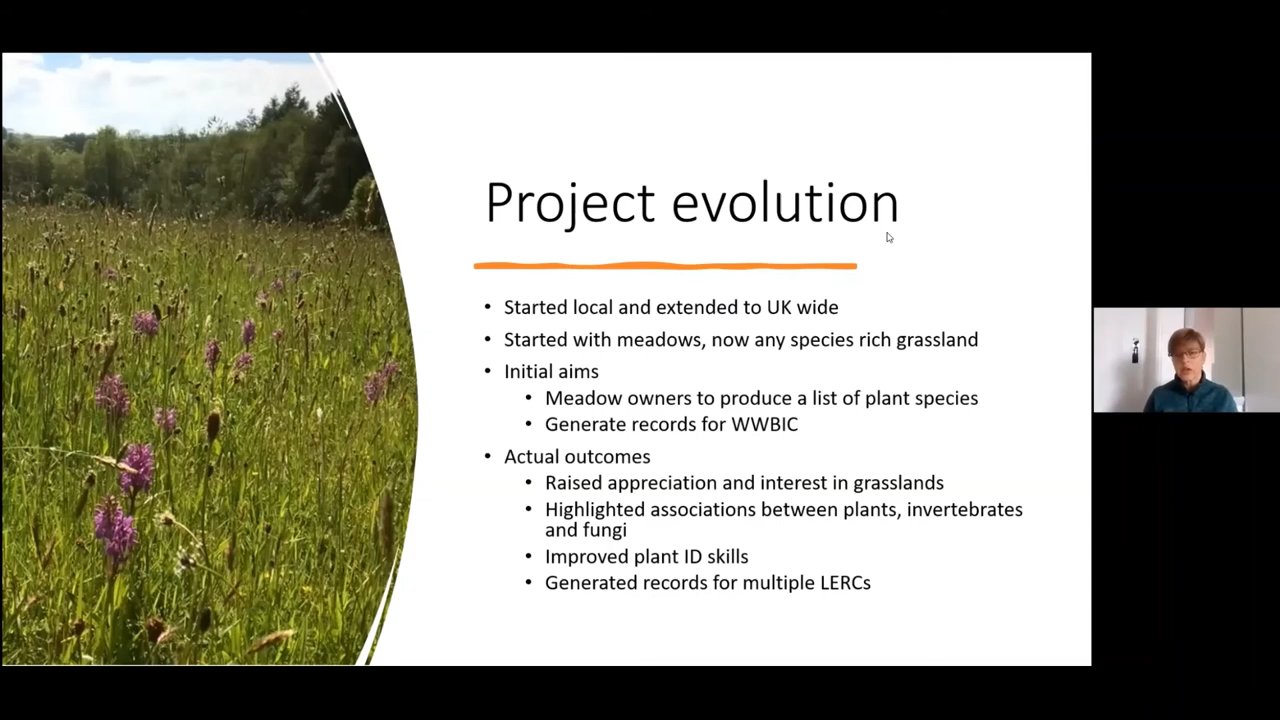 Project evolution
• Started local and extended to UK wide
• Started with meadows, now any species rich grassland
• Initial aims
• Meadow owners to produce a list of plant species
• Generate records for WWBIC
• Actual outcomes
• Raised appreciation and interest in grasslands
• Highlighted associations between plants, invertebrates
and fungi
• Improved plant ID skills
• Generated records for multiple LERCs